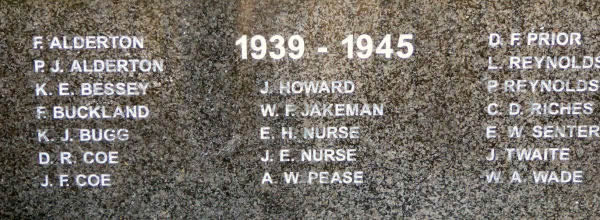 F. ALDERTON
P. J. ALDERTON
K. E. BESSEY
F. BUCKLAND
K. J. BUGG
D. R. COE
J. F. COE
1939 - 1945
J. HOWARD
W. F. JAKEMAN
E. H. NURSE
J. E. NURSE
A. W. PEASE
D. F. PRIOR
L. REYNOLDS
P. REYNOLDS
C. D. RICHES
E. W. SENTER
J. TWAITE
W. A. WADE